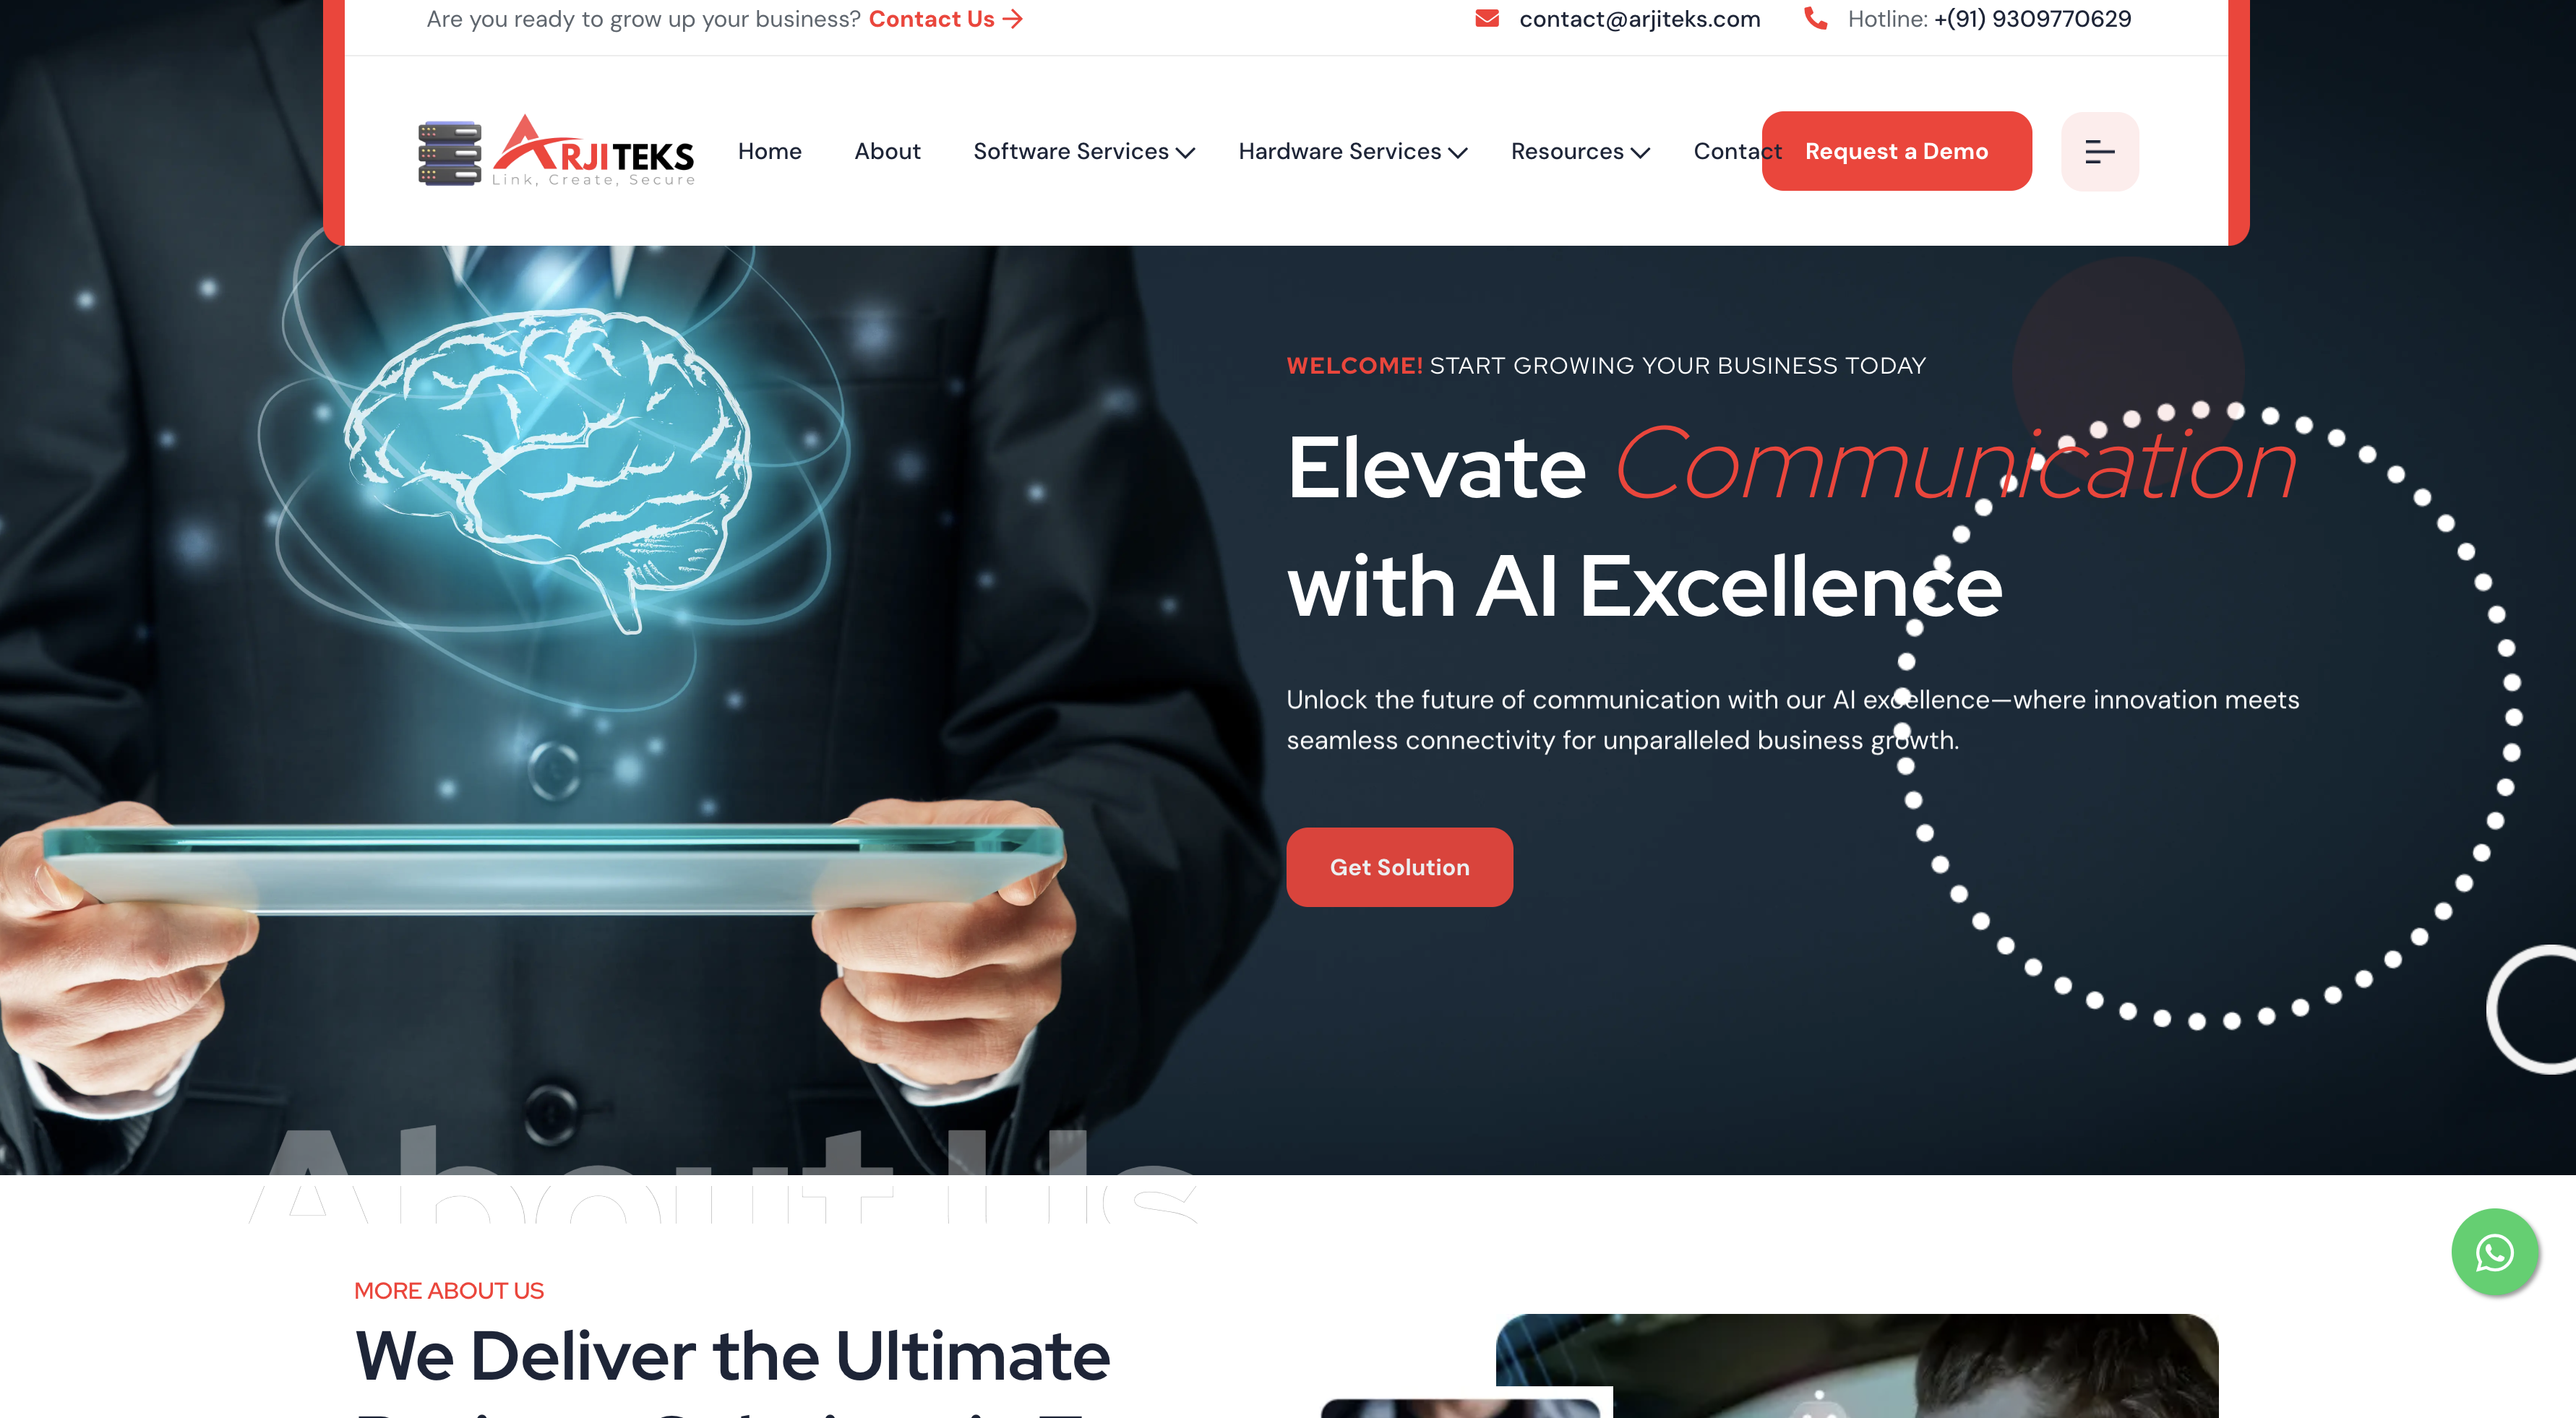 Are you ready to grow up your business? Contact Us
contact@arjiteks.com
Hotline: +(91) 9309770629
ARJITEKS
Link, Create, Secure
Home
About
Software Services
Hardware Services
Resources
Contact
Request a Demo
WELCOME! START GROWING YOUR BUSINESS TODAY
Elevate Communication
with AI Excellence
Unlock the future of communication with our AI excellence—where innovation meets
seamless connectivity for unparalleled business growth.
Get Solution
About Us
MORE ABOUT US
We Deliver the Ultimate